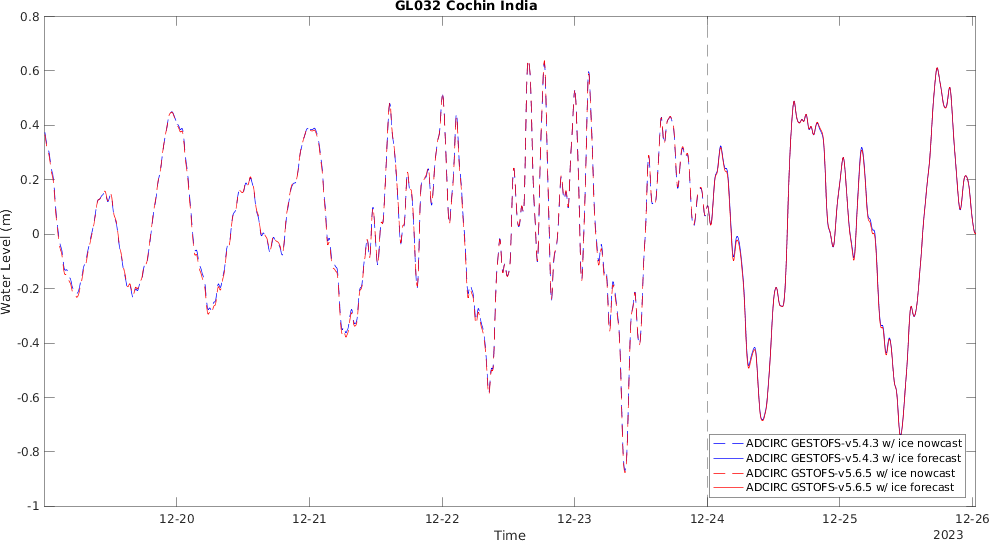 GL032 Cochin India
0.8
0.6
0.4
0.2
0
-0.2
-0.4
-0.6
-0.8
-1
Water Level (m)
ADCIRC GESTOFS-v5.4.3 w/ ice nowcast
ADCIRC GESTOFS-v5.4.3 w/ ice forecast
ADCIRC GSTOFS-v5.6.5 w/ ice nowcast
ADCIRC GSTOFS-v5.6.5 w/ ice forecast
12-20 12-21 12-22 12-23 12-24 12-25 12-26
Time
2023